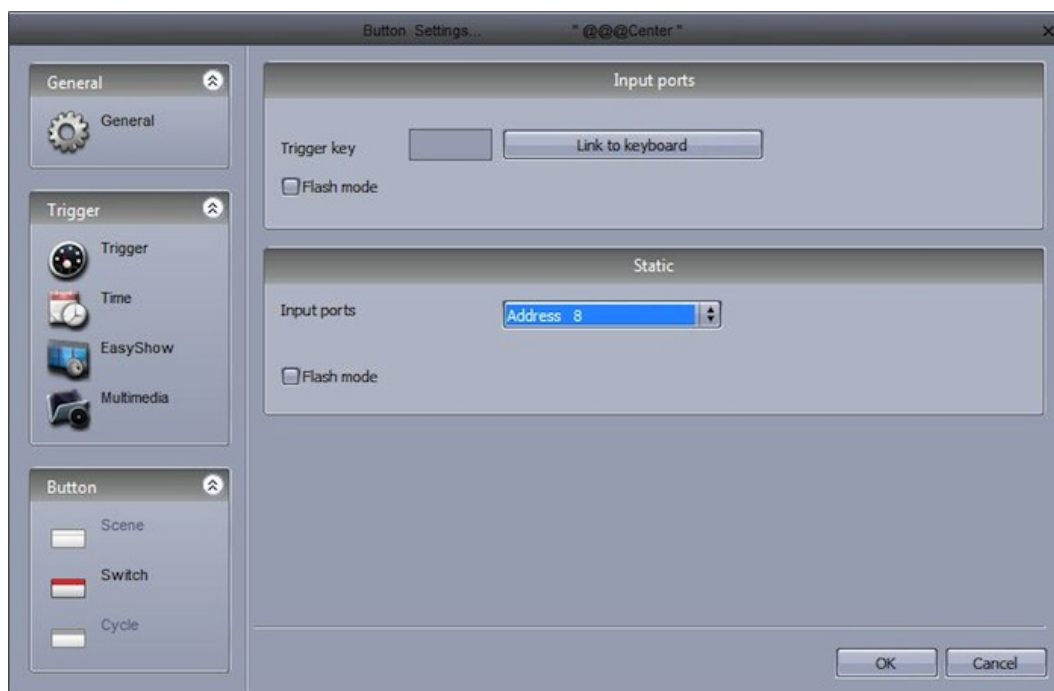 Button Settings... " @@@Center "
General
General
Trigger
Trigger
Time
EasyShow
Multimedia
Button
Scene
Switch
Cycle
Input ports
Trigger key Link to keyboard
Flash mode
Static
Input ports Address 8
Flash mode
OK Cancel